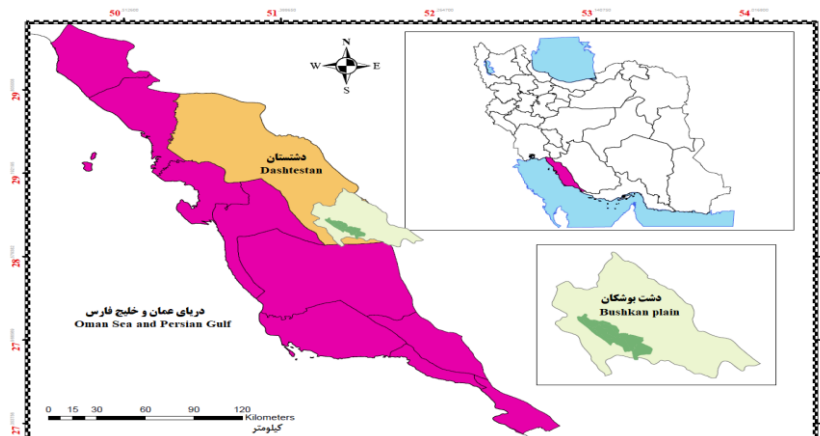 50
51
52
53
54
N
W
E
S
29
29
28
27
27
دشتستان
Dashtestan
دریای عمان و خلیج فارس
Oman Sea and Persian Gulf
دشت بوشکان
Bushkan plain
0 15 30 60 90 120
Kilometers
کیلومتر